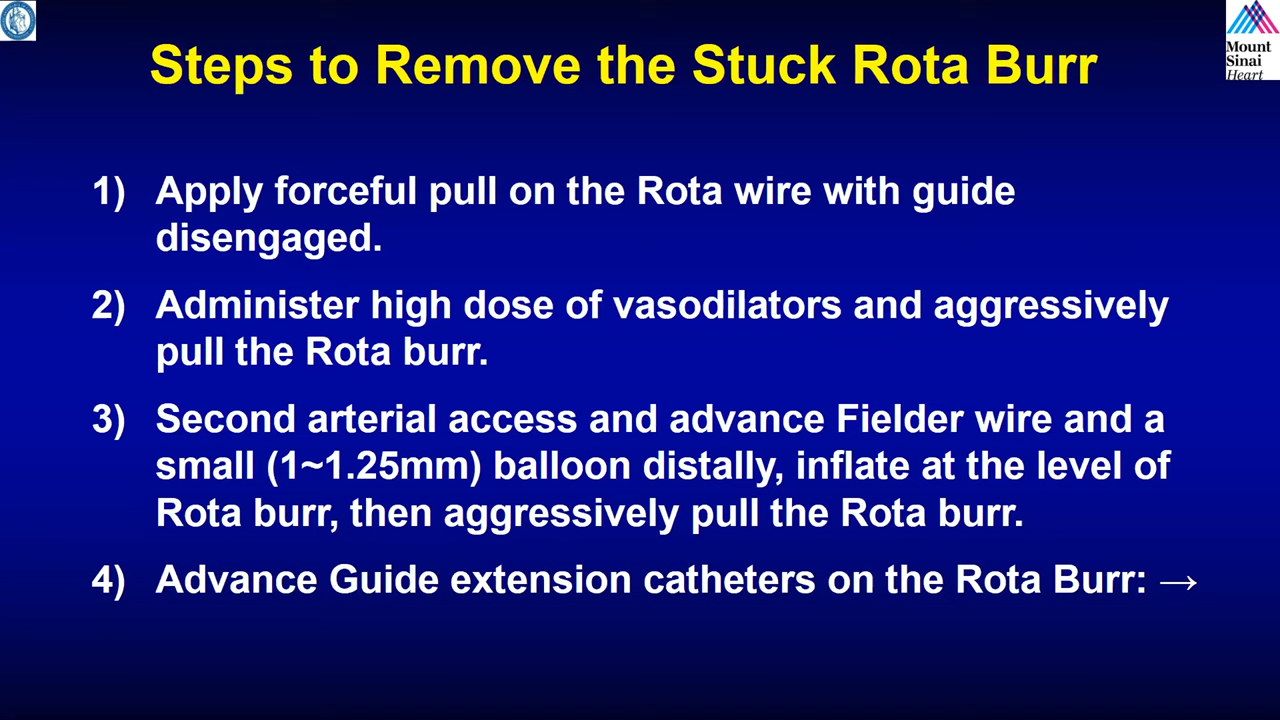 Steps to Remove the Stuck Rota Burr
Mount
Sinai
Heart
1) Apply forceful pull on the Rota wire with guide
disengaged.
2) Administer high dose of vasodilators and aggressively
pull the Rota burr.
3) Second arterial access and advance Fielder wire and a
small (1~1.25mm) balloon distally, inflate at the level of
Rota burr, then aggressively pull the Rota burr.
4) Advance Guide extension catheters on the Rota Burr: →